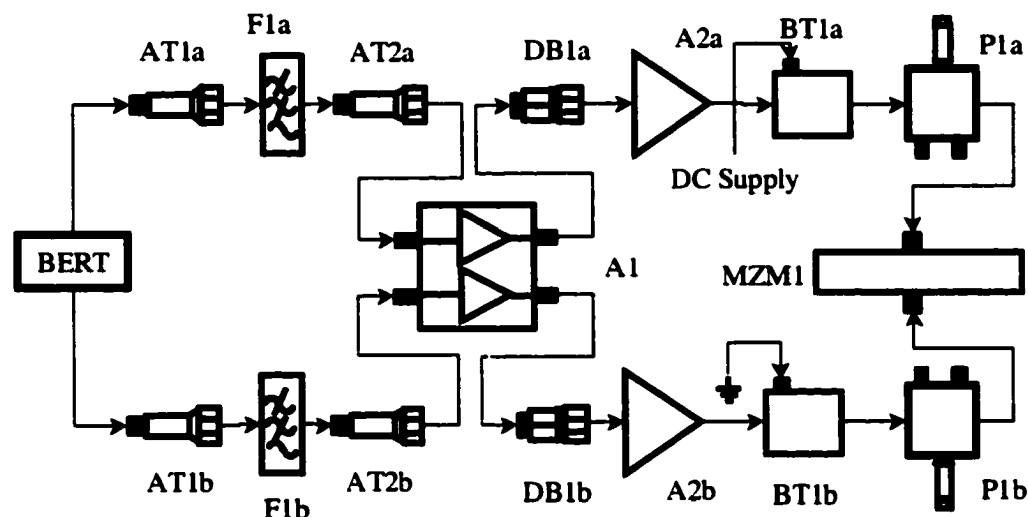 F1a
AT1a
AT2a
DB1a
A2a
BT1a
P1a
DC Supply
BERT
A1
MZM1
AT1b
F1b
AT2b
DB1b
A2b
BT1b
P1b